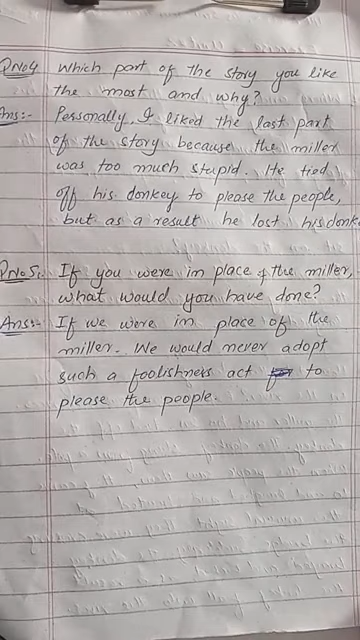 QNo4 Which part of the story you like
the most and why?
Ans:- Personally, I liked the last part
of the story because the miller
was too much stupid. He tied
off his donkey to please the people,
but as a result he lost his donk
QNo5:- If you were in place of the miller,
what would you have done?
Ans:- If we were in place of the
miller. We would never adopt
such a foolishness act to
please the people.